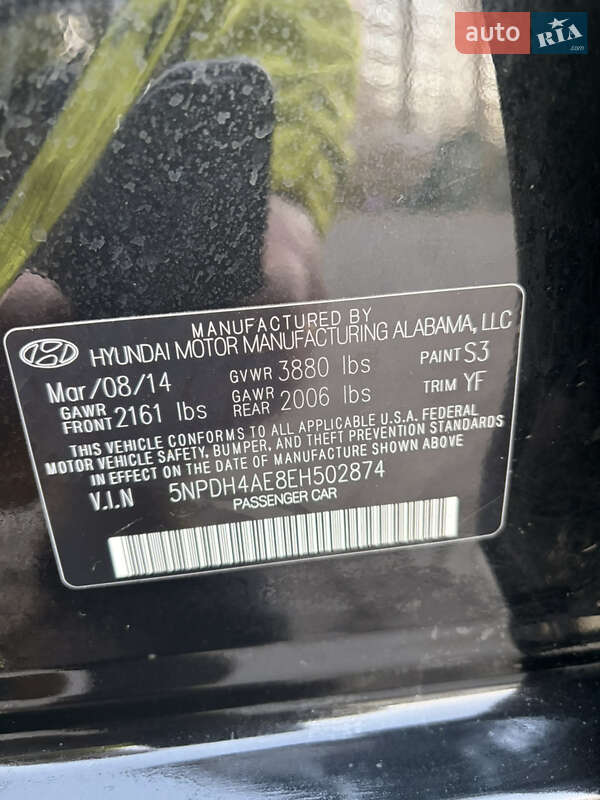 auto RIA .com
MANUFACTURED BY
HYUNDAI MOTOR MANUFACTURING ALABAMA, LLC
Mar/08/14 GVWR 3880 lbs PAINT S3
GAWR FRONT 2161 lbs GAWR REAR 2006 lbs TRIM YF
THIS VEHICLE CONFORMS TO ALL APPLICABLE U.S.A. FEDERAL
MOTOR VEHICLE SAFETY, BUMPER, AND THEFT PREVENTION STANDARDS
IN EFFECT ON THE DATE OF MANUFACTURE SHOWN ABOVE
V.I.N 5NPDH4AE8EH502874
PASSENGER CAR